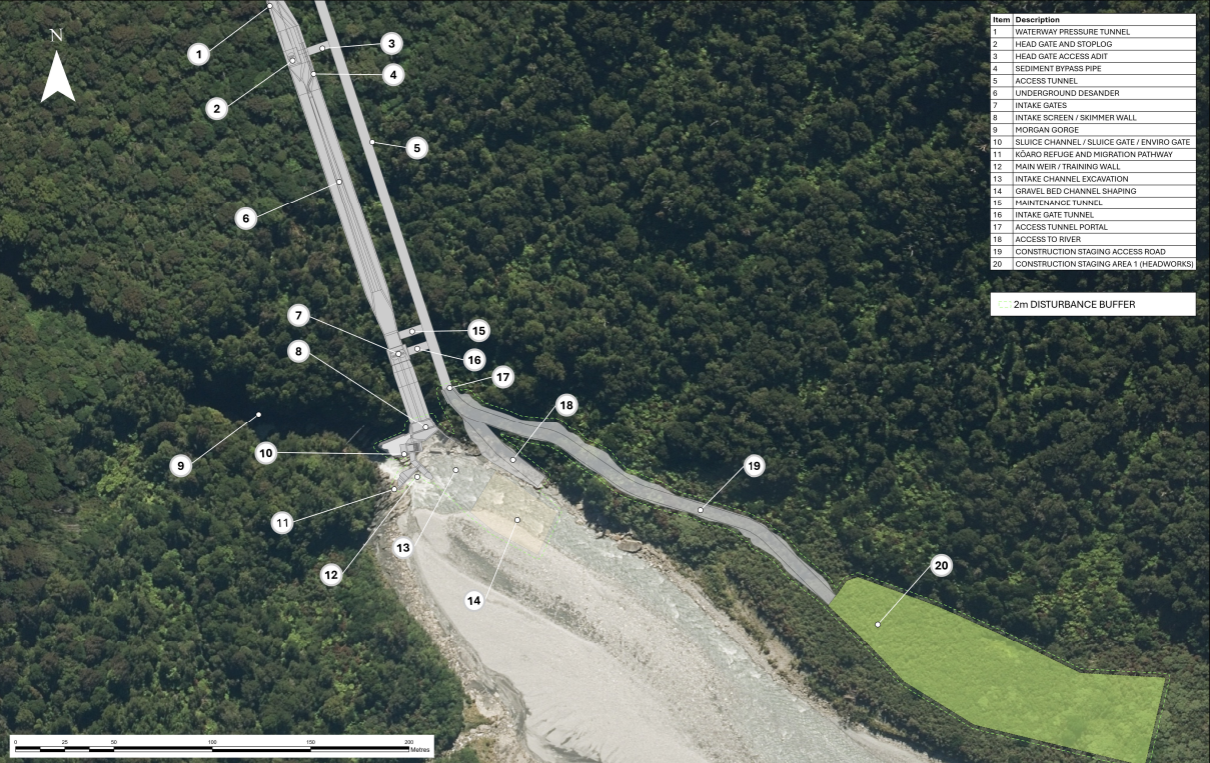 N
1
2
3
4
5
6
7
8
9
10
11
12
13
14
15
16
17
18
19
20
Item Description
1 WATERWAY PRESSURE TUNNEL
2 HEAD GATE AND STOPLOG
3 HEAD GATE ACCESS ADIT
4 SEDIMENT BYPASS PIPE
5 ACCESS TUNNEL
6 UNDERGROUND DESANDER
7 INTAKE GATES
8 INTAKE SCREEN / SKIMMER WALL
9 MORGAN GORGE
10 SLUICE CHANNEL / SLUICE GATE / ENVIRO GATE
11 KŌARO REFUGE AND MIGRATION PATHWAY
12 MAIN WEIR / TRAINING WALL
13 INTAKE CHANNEL EXCAVATION
14 GRAVEL BED CHANNEL SHAPING
15 MAINTENANCE TUNNEL
16 INTAKE GATE TUNNEL
17 ACCESS TUNNEL PORTAL
18 ACCESS TO RIVER
19 CONSTRUCTION STAGING ACCESS ROAD
20 CONSTRUCTION STAGING AREA 1 (HEADWORKS)
2m DISTURBANCE BUFFER
0 25 50 100 150 200
Metres